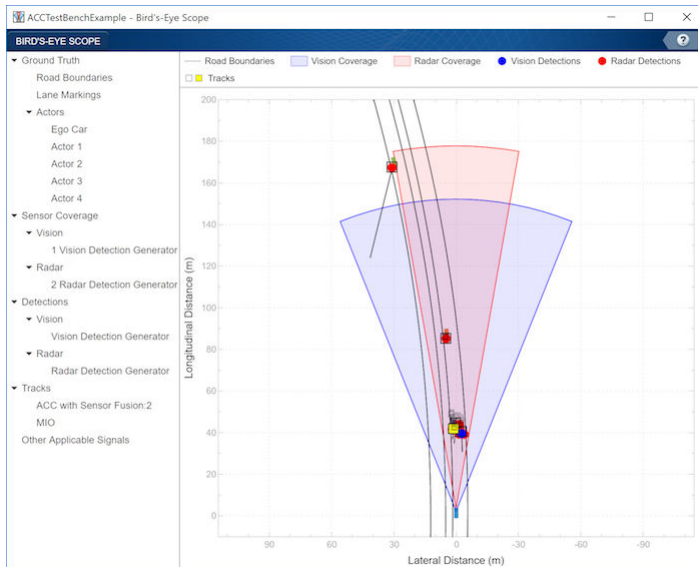 ACCTestBenchExample - Bird's-Eye Scope
BIRD'S-EYE SCOPE
?
Ground Truth
Road Boundaries
Lane Markings
Actors
Ego Car
Actor 1
Actor 2
Actor 3
Actor 4
Sensor Coverage
Vision
1 Vision Detection Generator
Radar
2 Radar Detection Generator
Detections
Vision
Vision Detection Generator
Radar
Radar Detection Generator
Tracks
ACC with Sensor Fusion:2
MIO
Other Applicable Signals
Road Boundaries Vision Coverage Radar Coverage Vision Detections Radar Detections
Tracks
200
180
160
140
120
100
80
60
40
20
0
Longitudinal Distance (m)
90 60 30 0 -30 -60 -90
Lateral Distance (m)